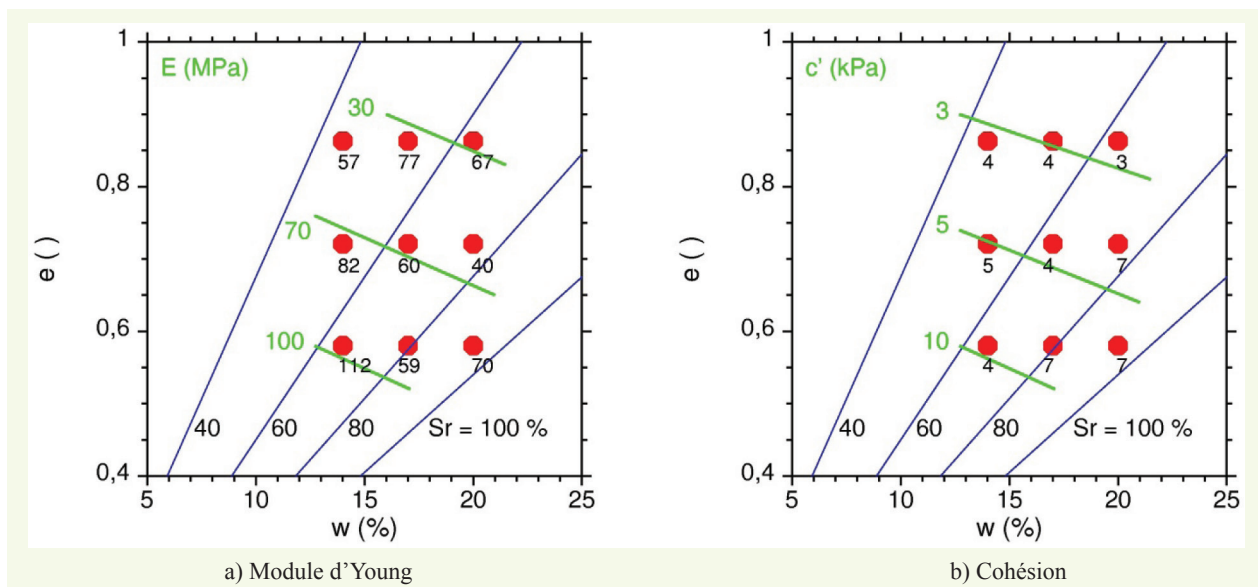 1
E (MPa)
30
57 77 67
0,8
70
82 60 40
e ( )
0,6
100
112 59 70
40 60 80 Sr = 100 %
0,4
5 10 15 20 25
w (%)
a) Module d’Young
1
c' (kPa)
3
4 4 3
0,8
5
5 4 7
e ( )
0,6
10
4 7 7
40 60 80 Sr = 100 %
0,4
5 10 15 20 25
w (%)
b) Cohésion